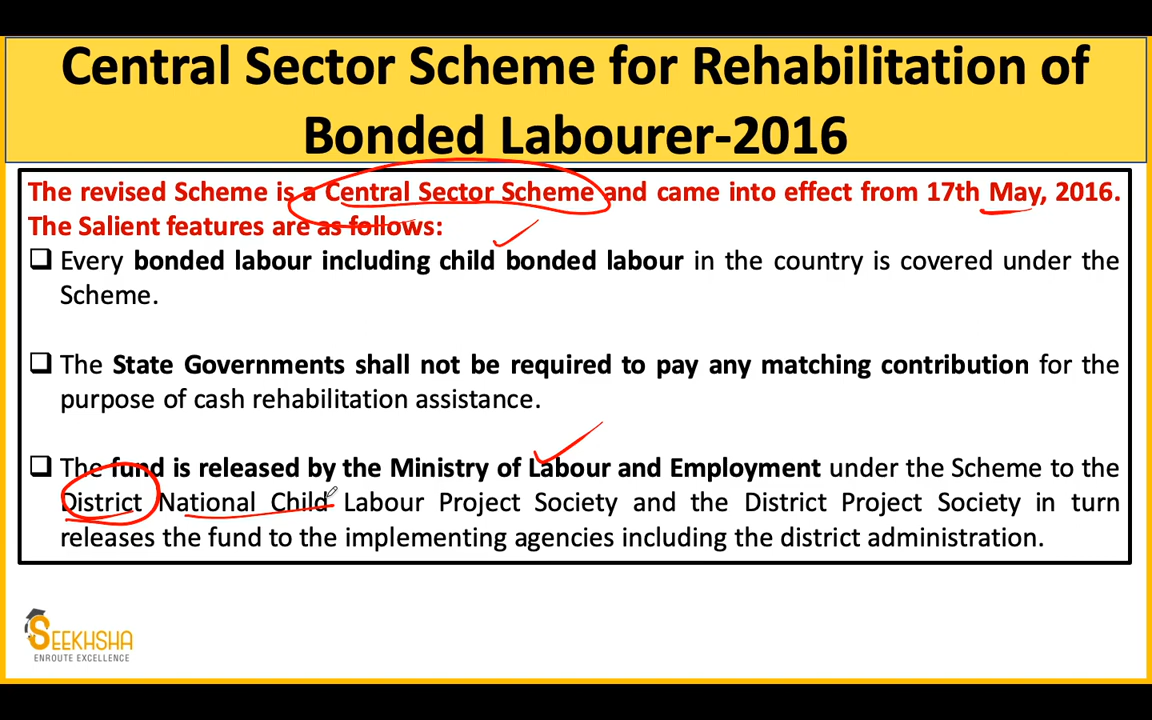 Central Sector Scheme for Rehabilitation of
Bonded Labourer-2016
The revised Scheme is a Central Sector Scheme and came into effect from 17th May, 2016.
The Salient features are as follows:
❑ Every bonded labour including child bonded labour in the country is covered under the
Scheme.
❑ The State Governments shall not be required to pay any matching contribution for the
purpose of cash rehabilitation assistance.
❑ The fund is released by the Ministry of Labour and Employment under the Scheme to the
District National Child Labour Project Society and the District Project Society in turn
releases the fund to the implementing agencies including the district administration.
SEEKHSHA
ENROUTE EXCELLENCE